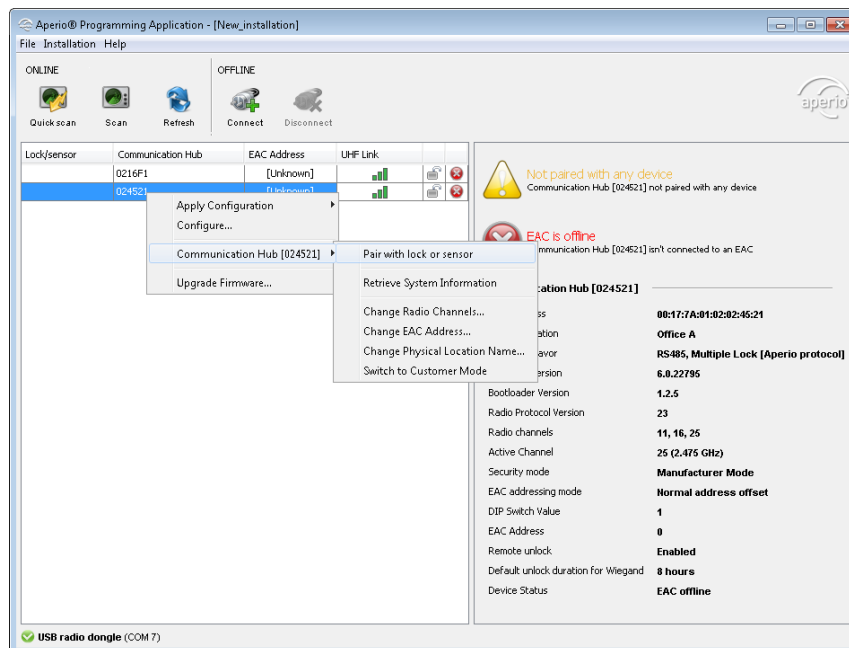 Aperio® Programming Application - [New_installation]
File Installation Help
ONLINE
OFFLINE
Quick scan
Scan
Refresh
Connect
Disconnect
aperio
Lock/sensor Communication Hub EAC Address UHF Link
0216F1 [Unknown]
024521 [Unknown]
Apply Configuration
Configure...
Communication Hub [024521]
Upgrade Firmware...
Pair with lock or sensor
Retrieve System Information
Change Radio Channels...
Change EAC Address...
Change Physical Location Name...
Switch to Customer Mode
Not paired with any device
Communication Hub [024521] not paired with any device
EAC is offline
mmunication Hub [024521] isn't connected to an EAC
ation Hub [024521]
ss 00:17:7A:01:02:02:45:21
ation Office A
avor RS485, Multiple Lock [Aperio protocol]
ersion 6.0.22795
Bootloader Version 1.2.5
Radio Protocol Version 23
Radio channels 11, 16, 25
Active Channel 25 (2.475 GHz)
Security mode Manufacturer Mode
EAC addressing mode Normal address offset
DIP Switch Value 1
EAC Address 0
Remote unlock Enabled
Default unlock duration for Wiegand 8 hours
Device Status EAC offline
USB radio dongle (COM 7)